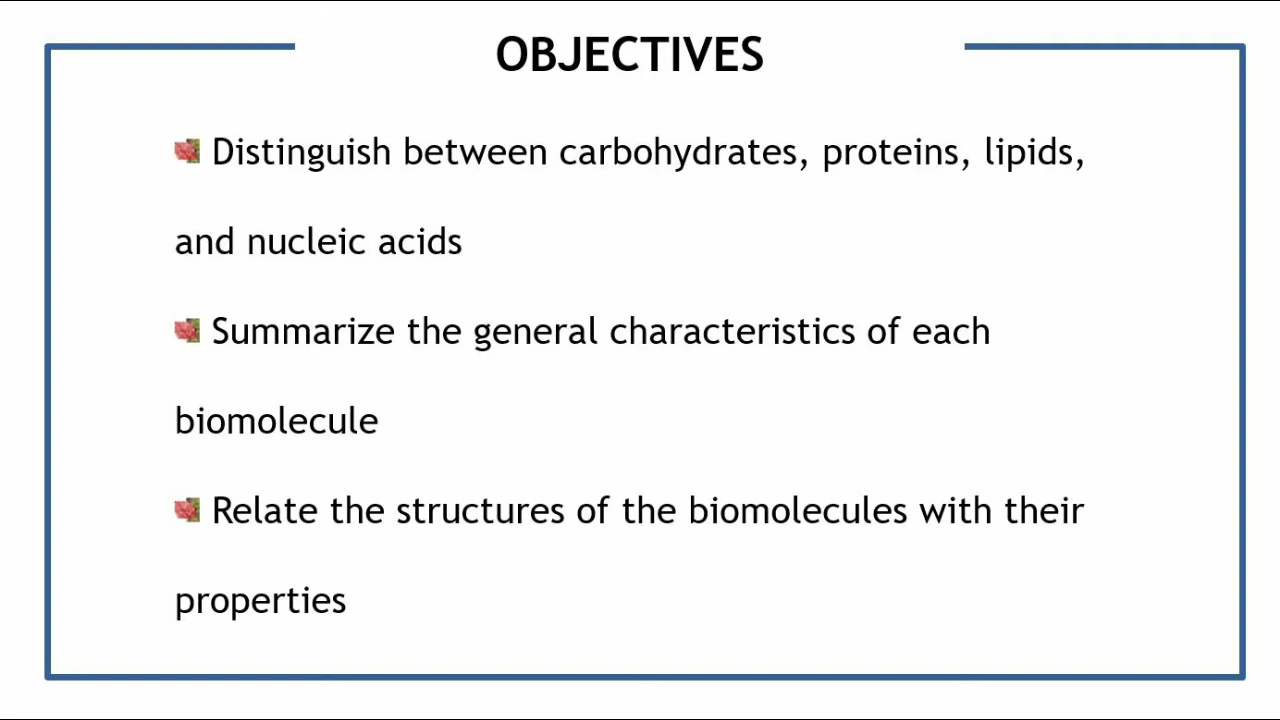 OBJECTIVES
Distinguish between carbohydrates, proteins, lipids,
and nucleic acids
Summarize the general characteristics of each
biomolecule
Relate the structures of the biomolecules with their
properties